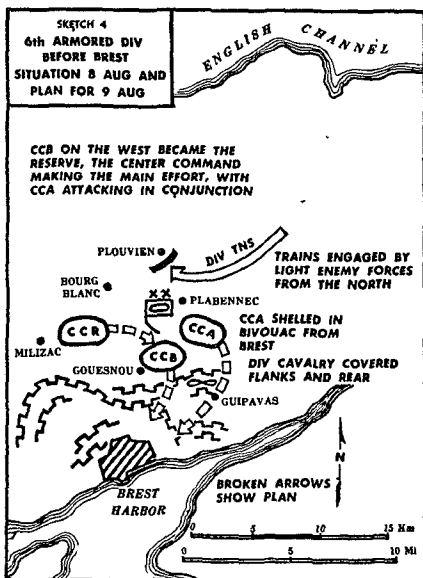 SKETCH 4
6th ARMORED DIV
BEFORE BREST
SITUATION 8 AUG AND
PLAN FOR 9 AUG
ENGLISH CHANNEL
CCB ON THE WEST BECAME THE
RESERVE, THE CENTER COMMAND
MAKING THE MAIN EFFORT, WITH
CCA ATTACKING IN CONJUNCTION
PLOUVIEN
DIV TNS
TRAINS ENGAGED BY
LIGHT ENEMY FORCES
FROM THE NORTH
BOURG
BLANC
XX
PLABENNEC
CCR
CCA
CCA SHELLED IN
BIVOUAC FROM
BREST
MILIZAC
CCB
GOUESNOU
DIV CAVALRY COVERED
FLANKS AND REAR
GUIPAVAS
N
BREST
HARBOR
BROKEN ARROWS
SHOW PLAN
0 5 10 15 Km
0 5 10 Mi